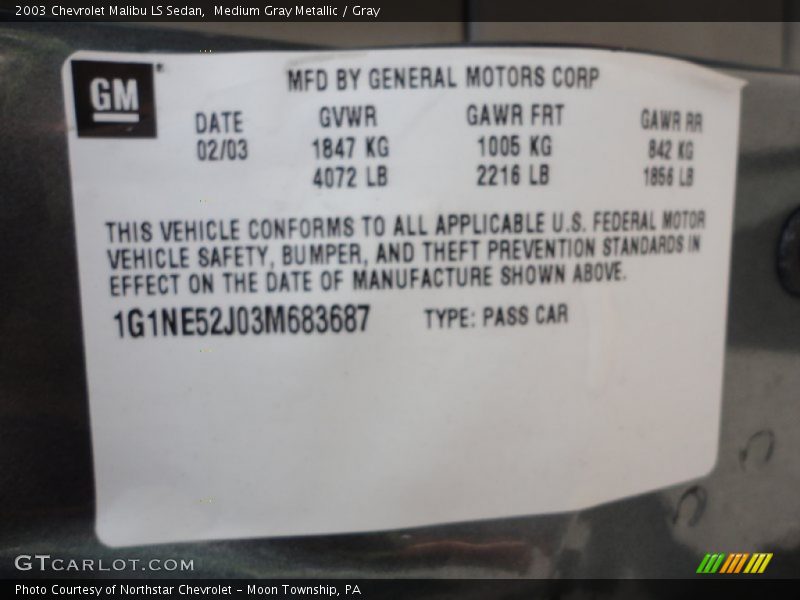 2003 Chevrolet Malibu LS Sedan, Medium Gray Metallic / Gray
GM
MFD BY GENERAL MOTORS CORP
DATE GVWR GAWR FRT GAWR RR
02/03 1847 KG 1005 KG 842 KG
4072 LB 2216 LB 1856 LB
THIS VEHICLE CONFORMS TO ALL APPLICABLE U.S. FEDERAL MOTOR
VEHICLE SAFETY, BUMPER, AND THEFT PREVENTION STANDARDS IN
EFFECT ON THE DATE OF MANUFACTURE SHOWN ABOVE.
1G1NE52J03M683687 TYPE: PASS CAR
GTCARLOT.COM
Photo Courtesy of Northstar Chevrolet - Moon Township, PA